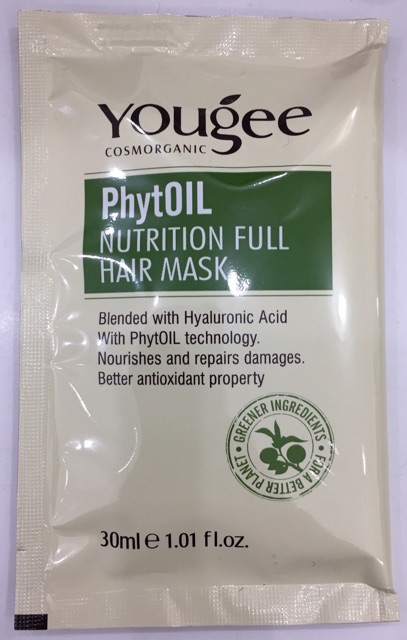 Yougee
COSMORGANIC
PhytOIL
NUTRITION FULL
HAIR MASK
Blended with Hyaluronic Acid
With PhytOIL technology.
Nourishes and repairs damages.
Better antioxidant property
• GREENER INGREDIENTS •
FOR A BETTER PLANET
30ml e 1.01 fl.oz.